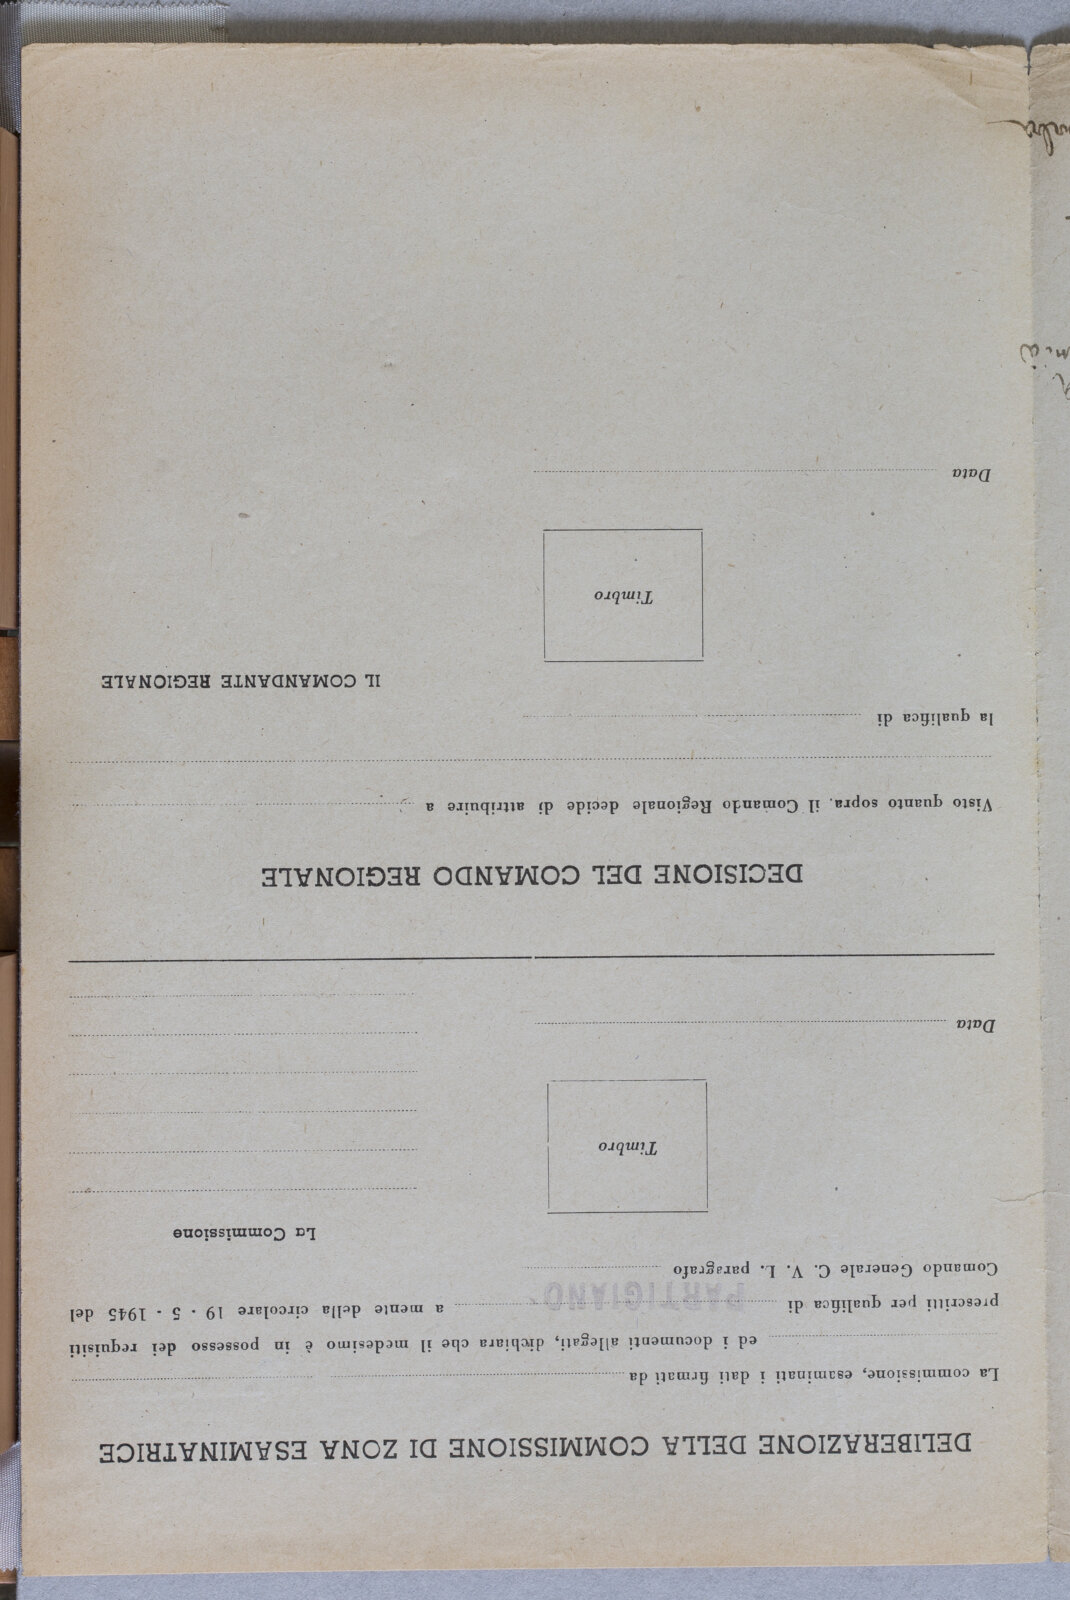 DELIBERAZIONE DELLA COMMISSIONE DI ZONA ESAMINATRICE
La commissione, esaminati i dati firmati da
ed i documenti allegati, dichiara che il medesimo è in possesso dei requisiti
prescritti per qualifica di PARTIGIANO a mente della circolare 19 - 5 - 1945 del
Comando Generale C. V. L. paragrafo
La Commissione
Timbro
Data
DECISIONE DEL COMANDO REGIONALE
Visto quanto sopra, il Comando Regionale decide di attribuire a
la qualifica di
IL COMANDANTE REGIONALE
Timbro
Data